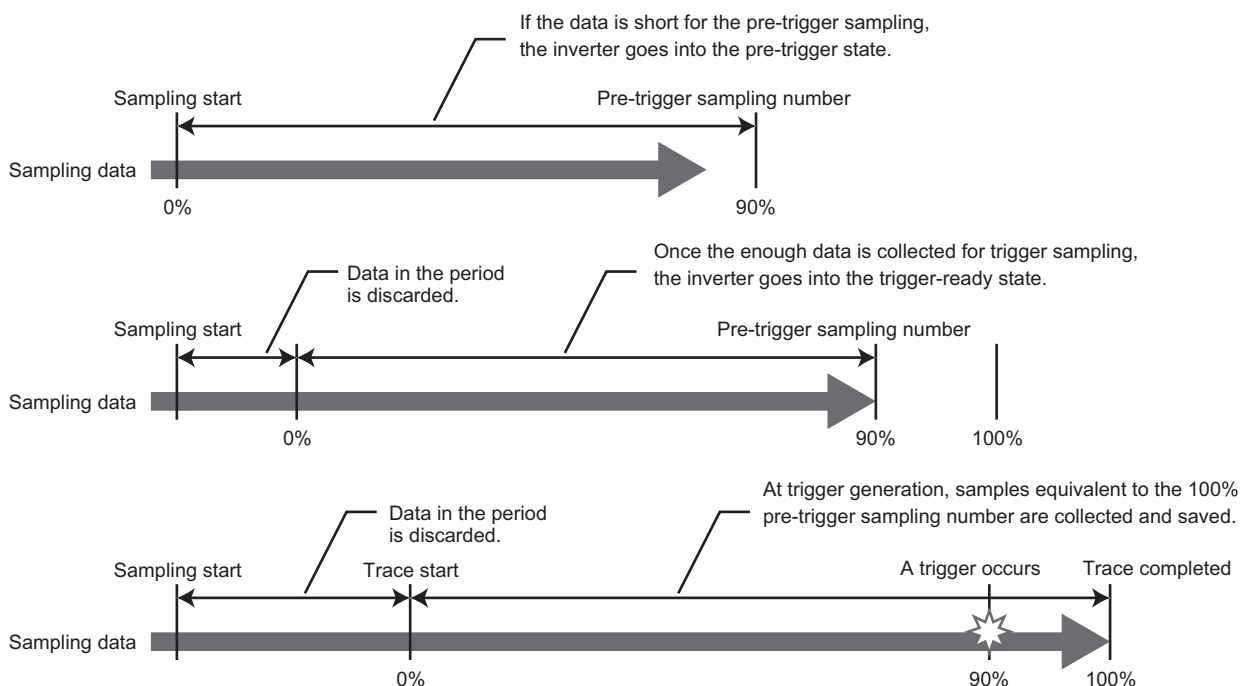 If the data is short for the pre-trigger sampling,
the inverter goes into the pre-trigger state.
Sampling start
Pre-trigger sampling number
Sampling data
0%
90%
Once the enough data is collected for trigger sampling,
the inverter goes into the trigger-ready state.
Data in the period
is discarded.
Sampling start
Pre-trigger sampling number
Sampling data
0%
90%
100%
At trigger generation, samples equivalent to the 100%
pre-trigger sampling number are collected and saved.
Data in the period
is discarded.
Sampling start
Trace start
A trigger occurs
Trace completed
Sampling data
0%
90%
100%